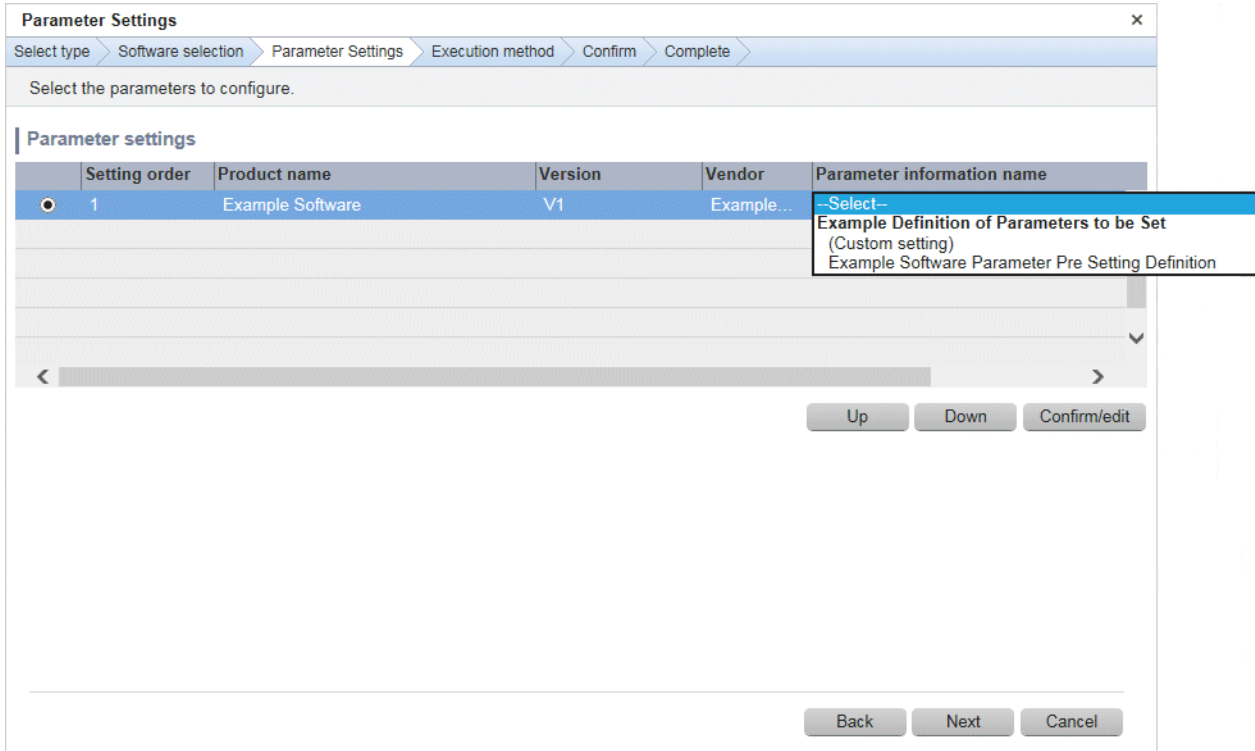 Parameter Settings ×
Select type Software selection Parameter Settings Execution method Confirm Complete
Select the parameters to configure.
Parameter settings
Setting order Product name Version Vendor Parameter information name
1 Example Software V1 Example... --Select--
Example Definition of Parameters to be Set
(Custom setting)
Example Software Parameter Pre Setting Definition
Up Down Confirm/edit
Back Next Cancel